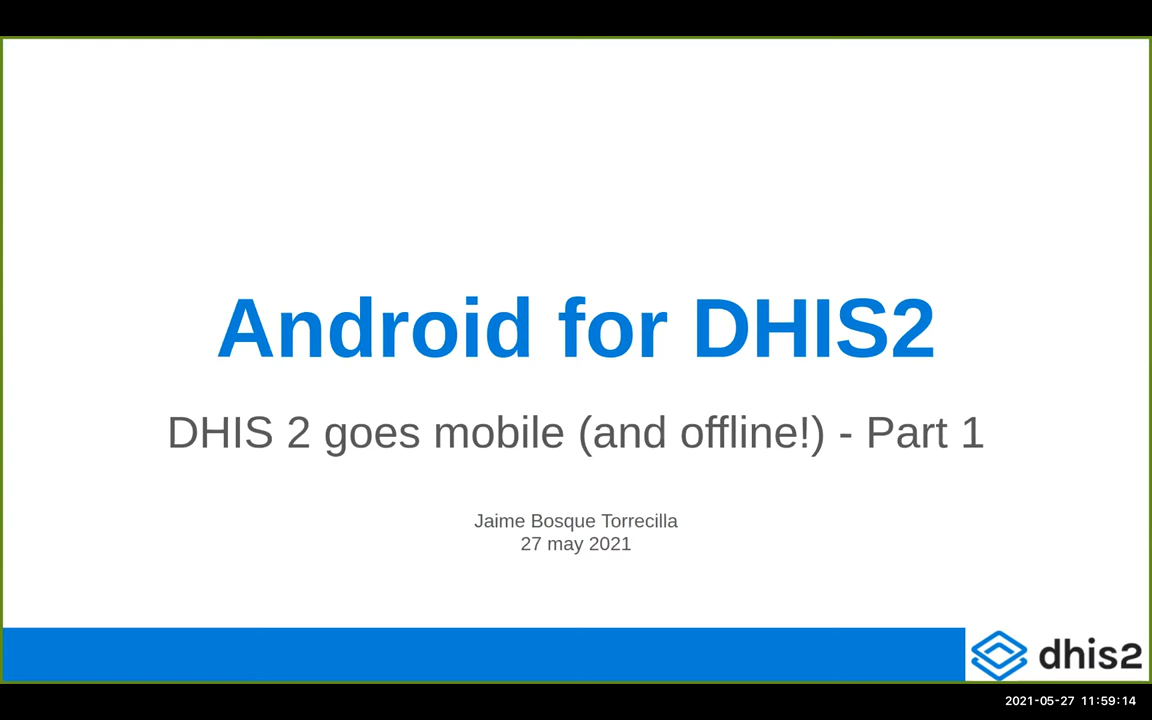 Android for DHIS2
DHIS 2 goes mobile (and offline!) - Part 1
Jaime Bosque Torrecilla
27 may 2021
dhis2
2021-05-27 11:59:14